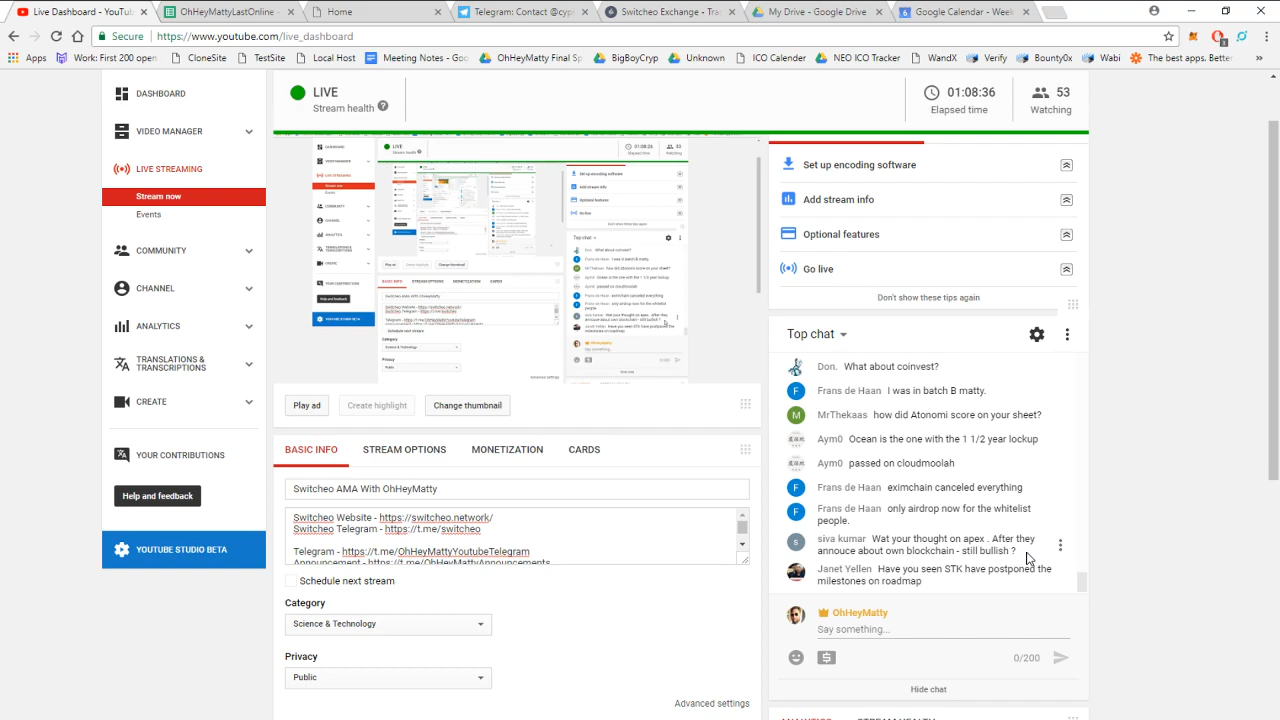 Live Dashboard - YouTu
OhHeyMattyLastOnline -
Home
Telegram: Contact @cyp
Switcheo Exchange - Tr
My Drive - Google Drive
Google Calendar - Week
Secure https://www.youtube.com/live_dashboard
Apps Work: First 200 open CloneSite TestSite Local Host Meeting Notes - Goo OhHeyMatty Final Sp BigBoyCryp Unknown ICO Calender NEO ICO Tracker WandX Verify Bounty0x Wabi The best apps, Better
DASHBOARD
VIDEO MANAGER
LIVE STREAMING
Stream now
COMMUNITY
CHANNEL
ANALYTICS
TRANSLATIONS &
TRANSCRIPTIONS
CREATE
YOUR CONTRIBUTIONS
Help and feedback
YOUTUBE STUDIO BETA
LIVE
Stream health
01:08:36
Elapsed time
53
Watching
Play ad
Create highlight
Change thumbnail
BASIC INFO
STREAM OPTIONS
MONETIZATION
CARDS
Switcheo AMA With OhHeyMatty
Switcheo Website - https://switcheo.network/
Switcheo Telegram - https://t.me/switcheo
Telegram - https://t.me/OhHeyMattyYoutubeTelegram
Announcement - https://t.me/OhHeyMattyAnnouncements
Schedule next stream
Category
Science & Technology
Privacy
Public
Advanced settings
Set up encoding software
Add stream info
Optional features
Go live
Don't show these tips again
Top chat
Don. What about coinvest?
Frans de Haan I was in batch B matty.
MrThekaas how did Atonomi score on your sheet?
Aym0 Ocean is the one with the 1 1/2 year lockup
Aym0 passed on cloudmoolah
Frans de Haan eximchain canceled everything
Frans de Haan only airdrop now for the whitelist
people.
siva kumar Wat your thought on apex . After they
annouce about own blockchain - still bullish ?
Janet Yellen Have you seen STK have postponed the
milestones on roadmap
OhHeyMatty
Say something...
0/200
Hide chat
ANALYTICS STREAM HEALTH